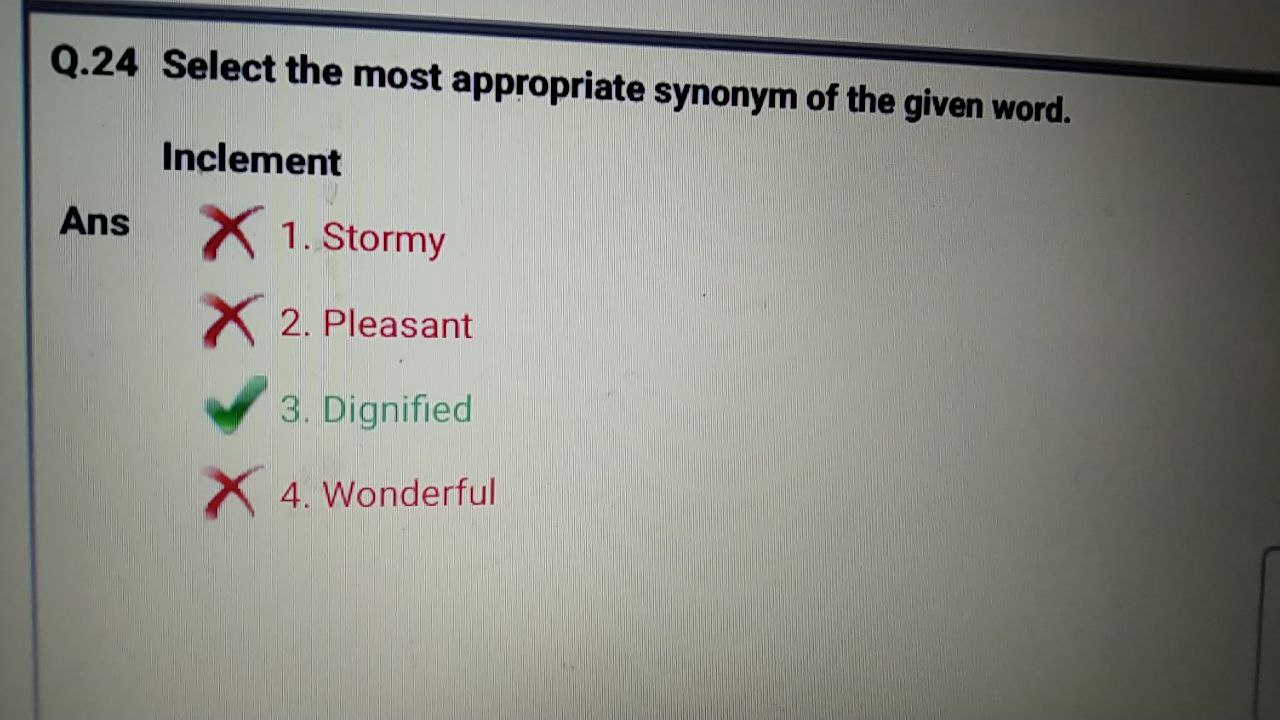 Q.24 Select the most appropriate synonym of the given word.
Inclement
Ans 1. Stormy
2. Pleasant
3. Dignified
4. Wonderful